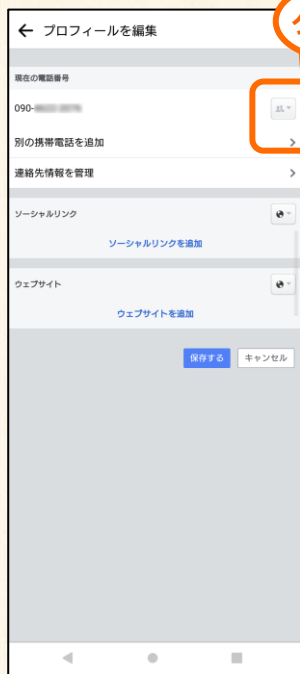 プロフィールを編集
現在の電話番号
090-
別の携帯電話を追加
連絡先情報を管理
ソーシャルリンク
ソーシャルリンクを追加
ウェブサイト
ウェブサイトを追加
保存する キャンセル